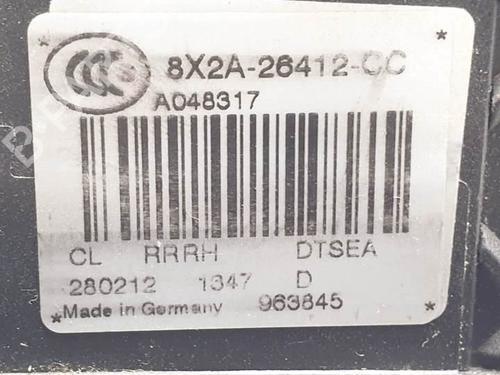 8X2A-26412-CC
A048317
CL RRRH DTSEA
280212 1347 D
*Made in Germany 963845 *